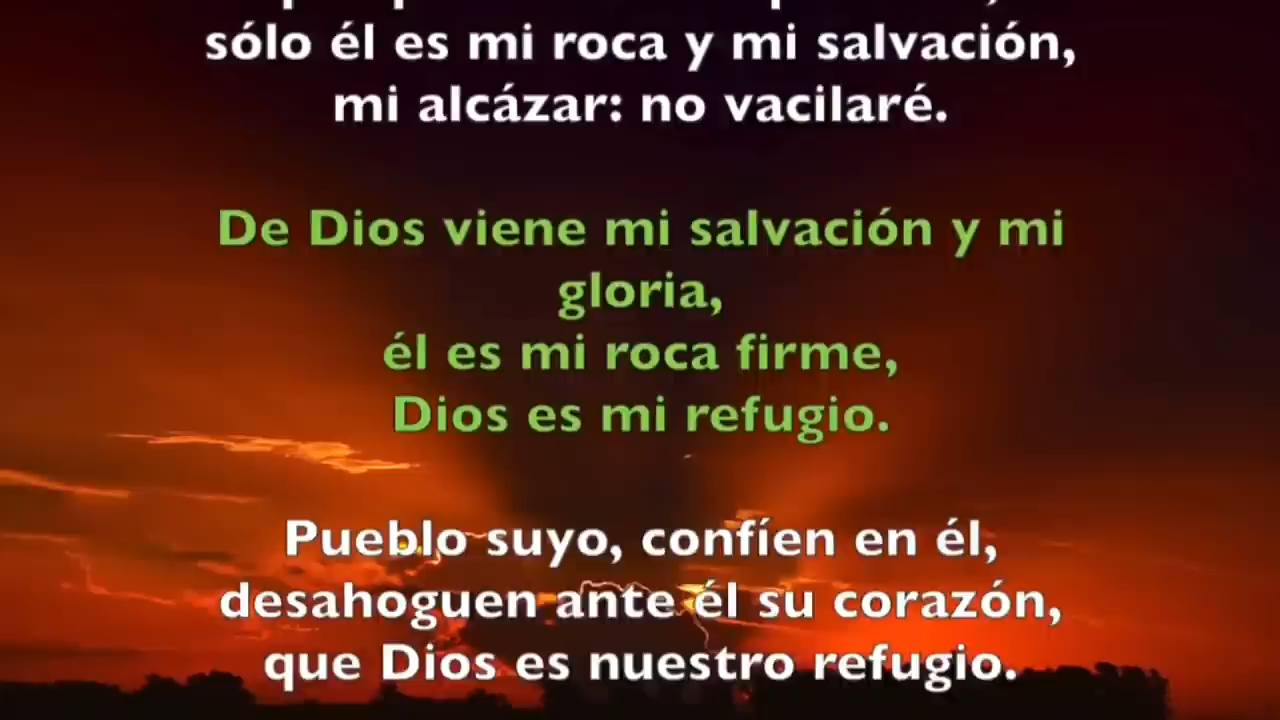 sólo él es mi roca y mi salvación,
mi alcázar: no vacilaré.
De Dios viene mi salvación y mi
gloria,
él es mi roca firme,
Dios es mi refugio.
Pueblo suyo, confíen en él,
desahoguen ante él su corazón,
que Dios es nuestro refugio.